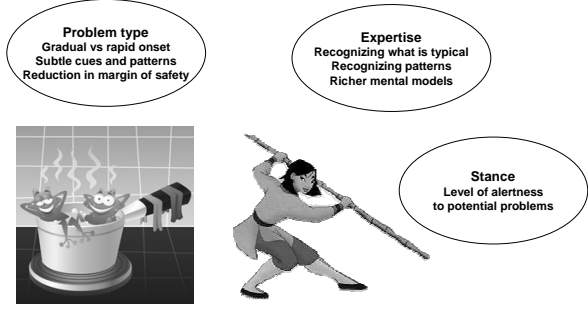 Problem type
Gradual vs rapid onset
Subtle cues and patterns
Reduction in margin of safety
Expertise
Recognizing what is typical
Recognizing patterns
Richer mental models
Stance
Level of alertness
to potential problems